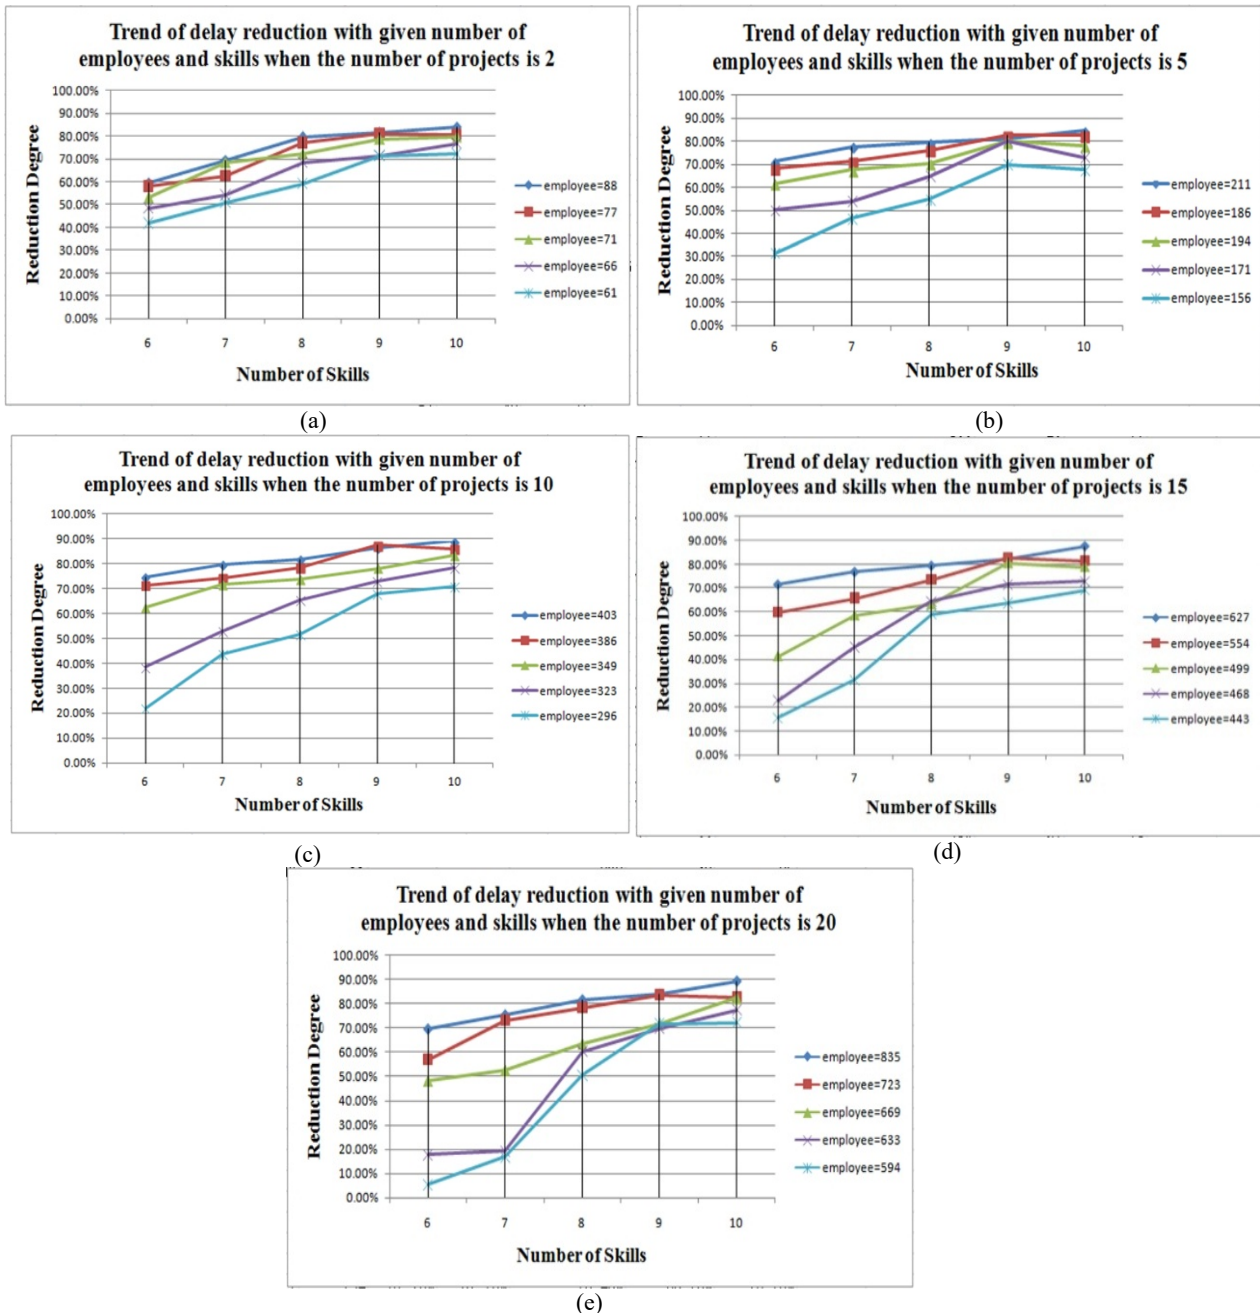 Trend of delay reduction with given number of
employees and skills when the number of projects is 2
Reduction Degree
100.00%
90.00%
80.00%
70.00%
60.00%
50.00%
40.00%
30.00%
20.00%
10.00%
0.00%
6 7 8 9 10
Number of Skills
employee=88
employee=77
employee=71
employee=66
employee=61
(a)
Trend of delay reduction with given number of
employees and skills when the number of projects is 5
Reduction Degree
100.00%
90.00%
80.00%
70.00%
60.00%
50.00%
40.00%
30.00%
20.00%
10.00%
0.00%
6 7 8 9 10
Number of Skills
employee=211
employee=186
employee=194
employee=171
employee=156
(b)
Trend of delay reduction with given number of
employees and skills when the number of projects is 10
Reduction Degree
100.00%
90.00%
80.00%
70.00%
60.00%
50.00%
40.00%
30.00%
20.00%
10.00%
0.00%
6 7 8 9 10
Number of Skills
employee=403
employee=386
employee=349
employee=323
employee=296
(c)
Trend of delay reduction with given number of
employees and skills when the number of projects is 15
Reduction Degree
100.00%
90.00%
80.00%
70.00%
60.00%
50.00%
40.00%
30.00%
20.00%
10.00%
0.00%
6 7 8 9 10
Number of Skills
employee=627
employee=554
employee=499
employee=468
employee=443
(d)
Trend of delay reduction with given number of
employees and skills when the number of projects is 20
Reduction Degree
100.00%
90.00%
80.00%
70.00%
60.00%
50.00%
40.00%
30.00%
20.00%
10.00%
0.00%
6 7 8 9 10
Number of Skills
employee=835
employee=723
employee=669
employee=633
employee=594
(e)